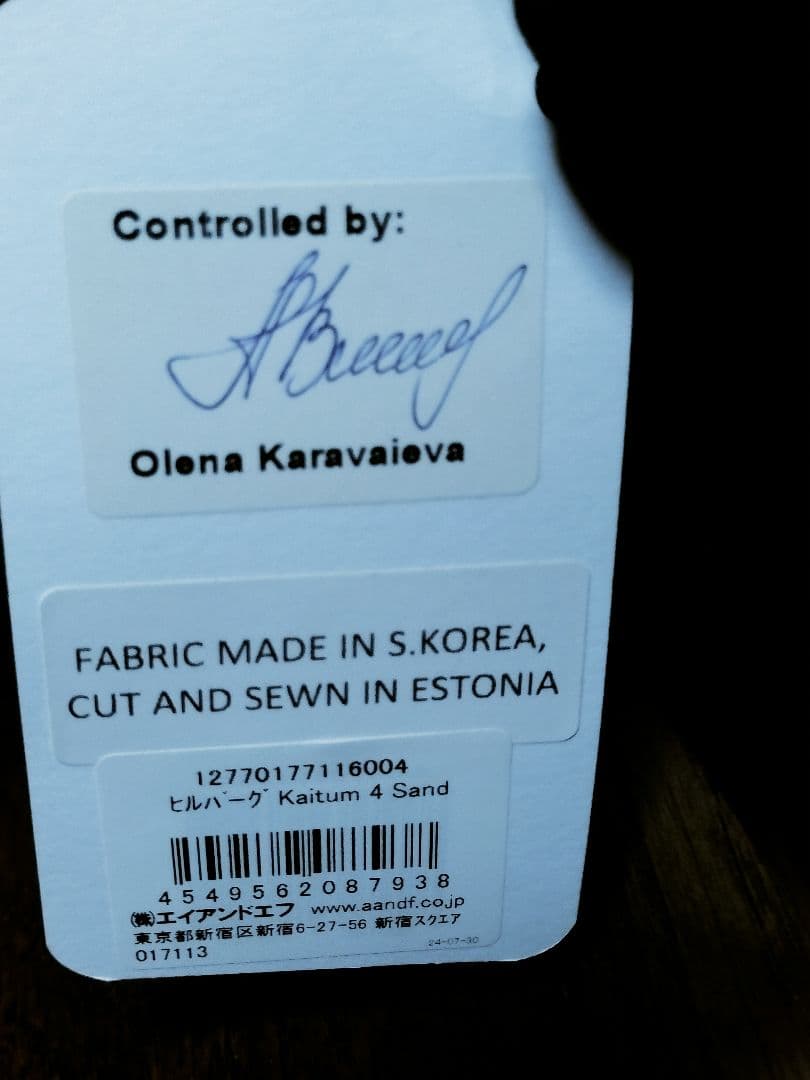 Controlled by:
Olena Karavaieva
FABRIC MADE IN S.KOREA,
CUT AND SEWN IN ESTONIA
12770177116004
ﾋﾙﾊﾞｰｸﾞ Kaitum 4 Sand
4549562087938
㈱エイアンドエフ www.aandf.co.jp
東京都新宿区新宿6-27-56 新宿スクエア
017113 24-07-30